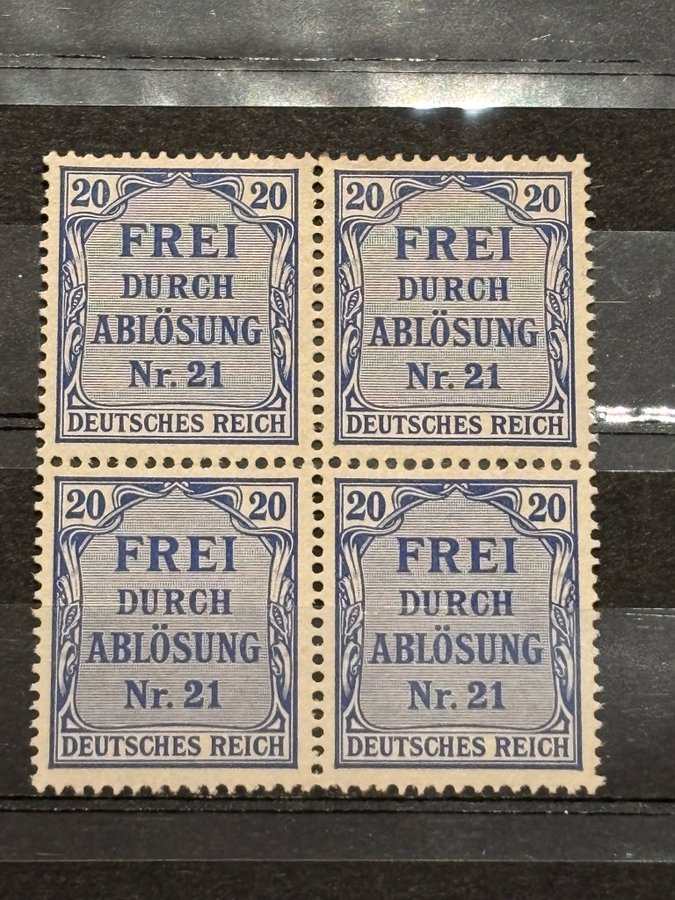 20 20
FREI
DURCH
ABLÖSUNG
Nr. 21
DEUTSCHES REICH
20 20
FREI
DURCH
ABLÖSUNG
Nr. 21
DEUTSCHES REICH
20 20
FREI
DURCH
ABLÖSUNG
Nr. 21
DEUTSCHES REICH
20 20
FREI
DURCH
ABLÖSUNG
Nr. 21
DEUTSCHES REICH